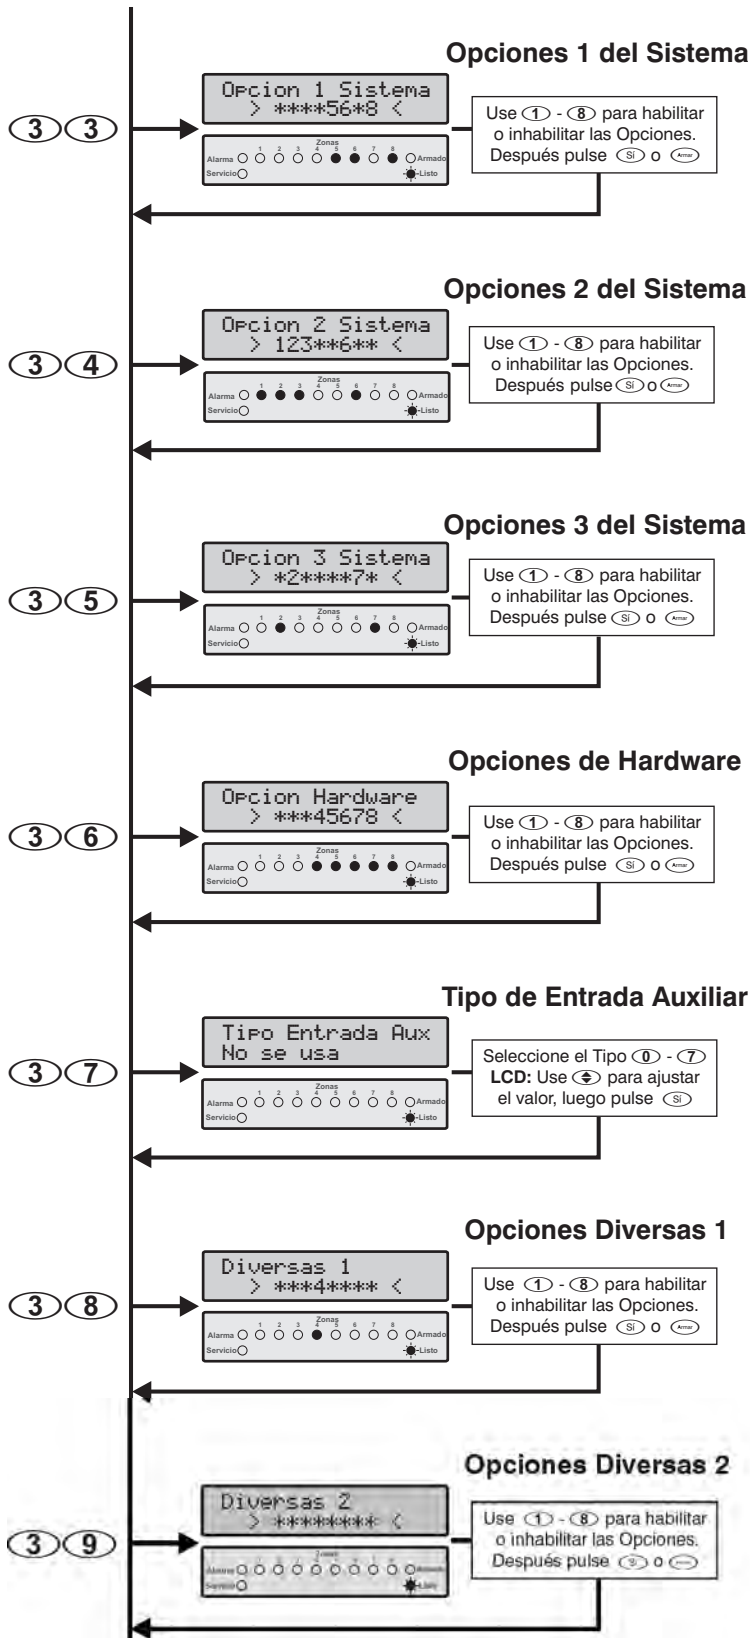 Opciones 1 del Sistema
Opcion 1 Sistema
> ****56*8 <
3 3
Zonas
1 2 3 4 5 6 7 8
Alarma
Armado
Servicio
Listo
Use 1 - 8 para habilitar
o inhabilitar las Opciones.
Después pulse Sí o Armar
Opciones 2 del Sistema
Opcion 2 Sistema
> 123**6** <
3 4
Zonas
1 2 3 4 5 6 7 8
Alarma
Armado
Servicio
Listo
Use 1 - 8 para habilitar
o inhabilitar las Opciones.
Después pulse Sí o Armar
Opciones 3 del Sistema
Opcion 3 Sistema
> *2****7* <
3 5
Zonas
1 2 3 4 5 6 7 8
Alarma
Armado
Servicio
Listo
Use 1 - 8 para habilitar
o inhabilitar las Opciones.
Después pulse Sí o Armar
Opciones de Hardware
Opcion Hardware
> ***45678 <
3 6
Zonas
1 2 3 4 5 6 7 8
Alarma
Armado
Servicio
Listo
Use 1 - 8 para habilitar
o inhabilitar las Opciones.
Después pulse Sí o Armar
Tipo de Entrada Auxiliar
Tipo Entrada Aux
No se usa
3 7
Zonas
1 2 3 4 5 6 7 8
Alarma
Armado
Servicio
Listo
Seleccione el Tipo 0 - 7
LCD: Use para ajustar
el valor, luego pulse Sí
Opciones Diversas 1
Diversas 1
> ***4**** <
3 8
Zonas
1 2 3 4 5 6 7 8
Alarma
Armado
Servicio
Listo
Use 1 - 8 para habilitar
o inhabilitar las Opciones.
Después pulse Sí o Armar
Opciones Diversas 2
Diversas 2
> ******** <
3 9
Zonas
Alarma
Armado
Servicio
Listo
Use 1 - 8 para habilitar
o inhabilitar las Opciones.
Después pulse Sí o